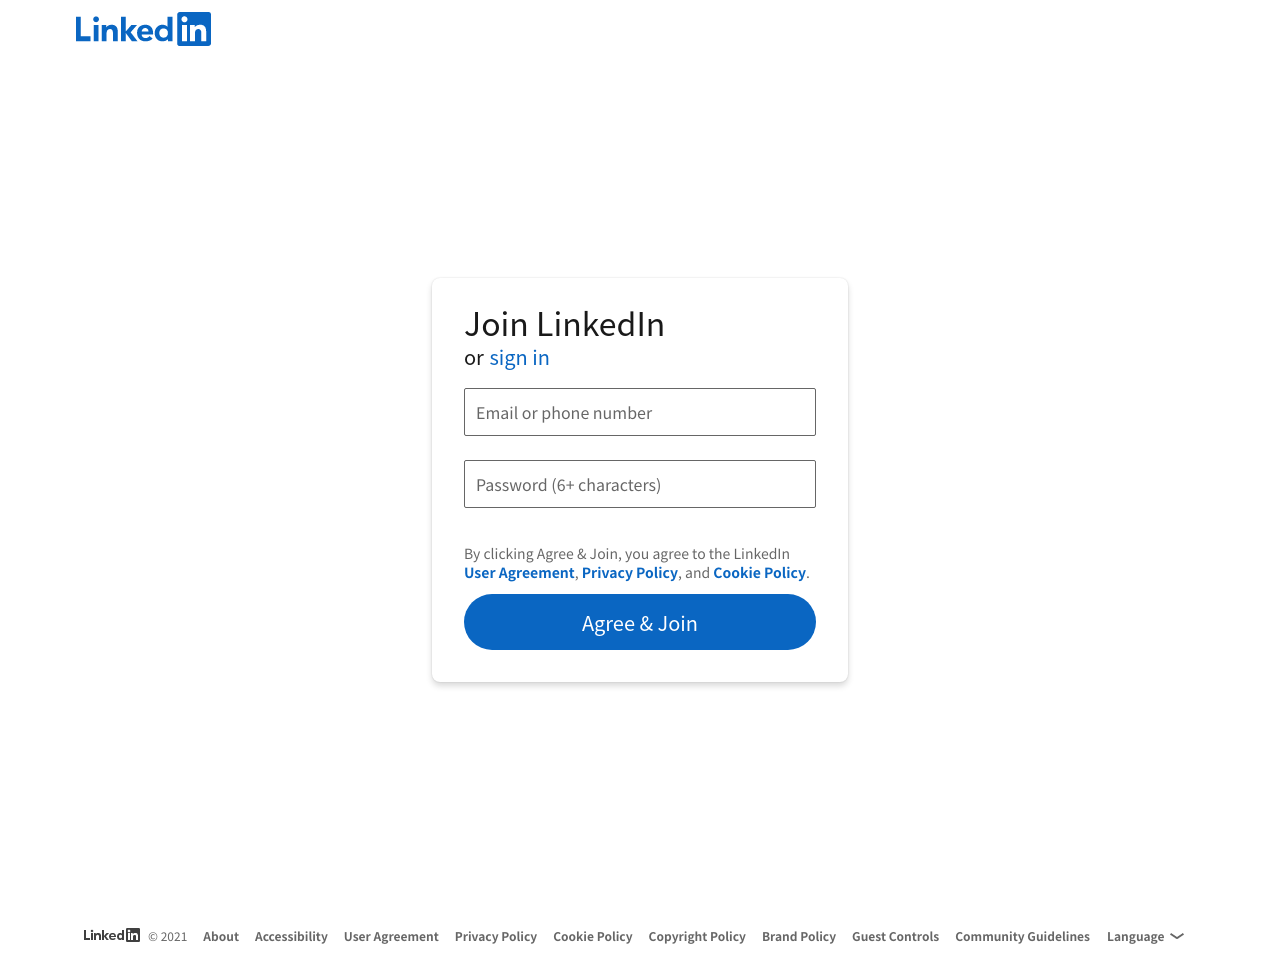 LinkedIn
Join LinkedIn
or sign in
Email or phone number
Password (6+ characters)
By clicking Agree & Join, you agree to the LinkedIn
User Agreement, Privacy Policy, and Cookie Policy.
Agree & Join
LinkedIn © 2021 About Accessibility User Agreement Privacy Policy Cookie Policy Copyright Policy Brand Policy Guest Controls Community Guidelines Language